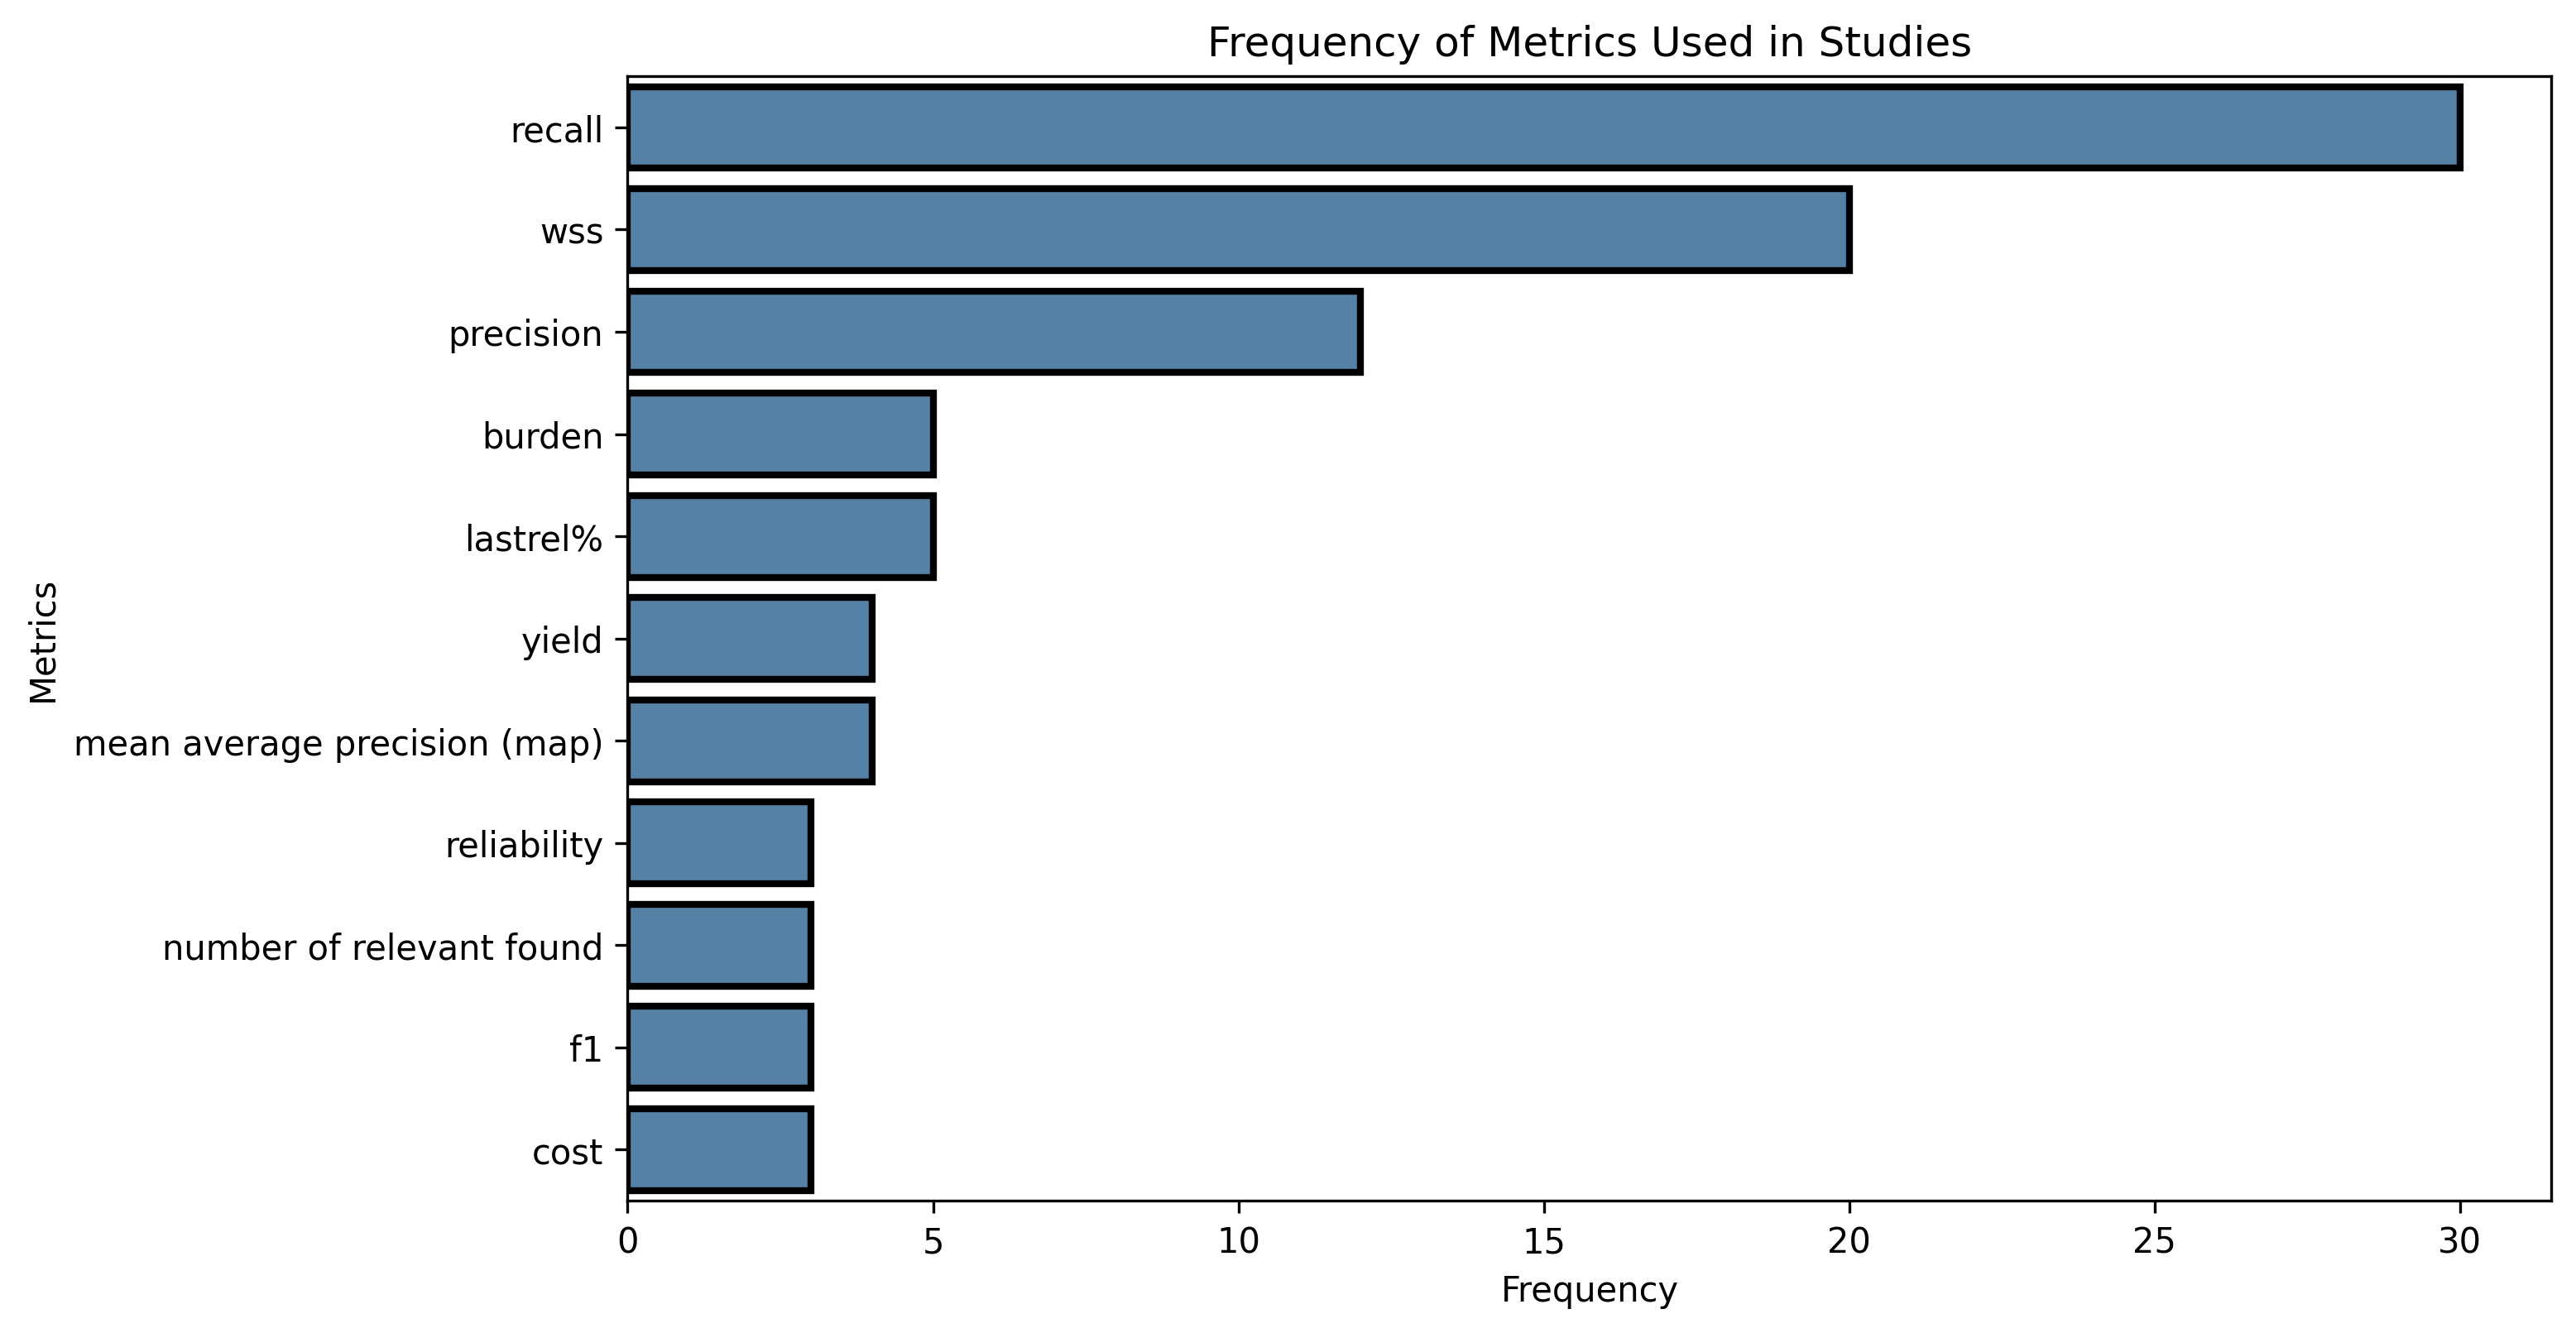 Frequency of Metrics Used in Studies
recall
wss
precision
burden
lastrel%
yield
mean average precision (map)
reliability
number of relevant found
f1
cost
Metrics
0 5 10 15 20 25 30
Frequency